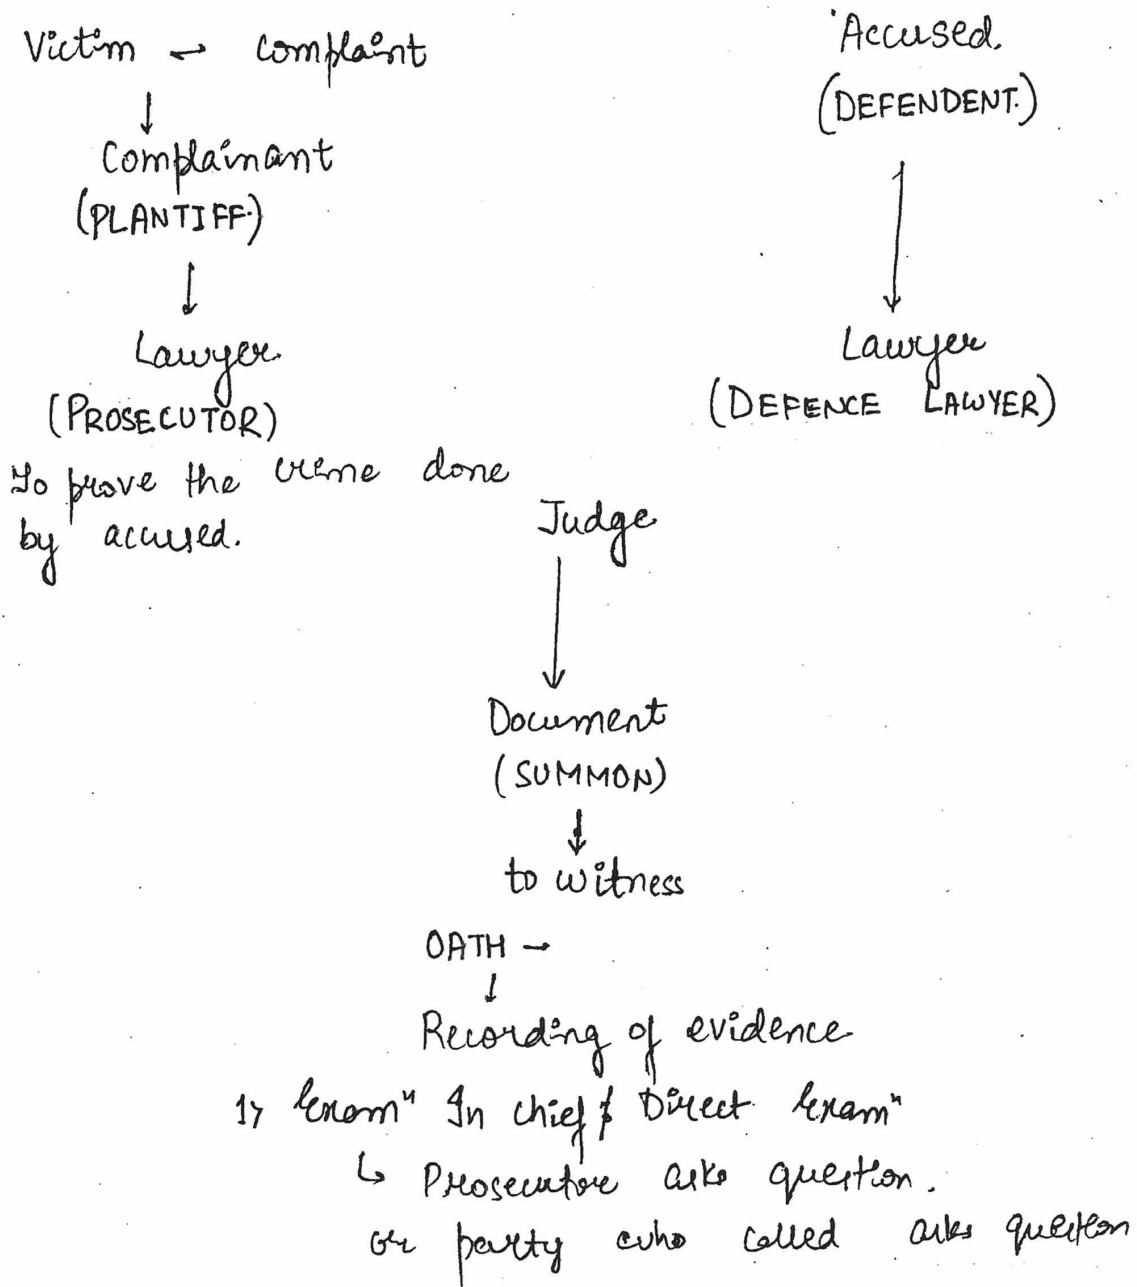 Victim → complaint
Accused.
(DEFENDENT.)
↓
Complainant
(PLANTIFF.)
↓
↓
Lawyer
(PROSECUTOR)
Lawyer
(DEFENCE LAWYER)
To prove the crime done
by accused.
Judge
↓
Document
(SUMMON)
↓
to witness
OATH →
↓
Recording of evidence
1> Examⁿ In chief / Direct Examⁿ
↳ Prosecutor asks question.
or party who called asks question